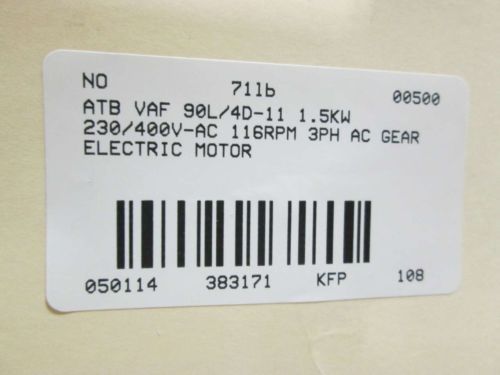 NO 71lb 00500
ATB VAF 90L/4D-11 1.5KW
230/400V-AC 116RPM 3PH AC GEAR
ELECTRIC MOTOR
050114 383171 KFP 108